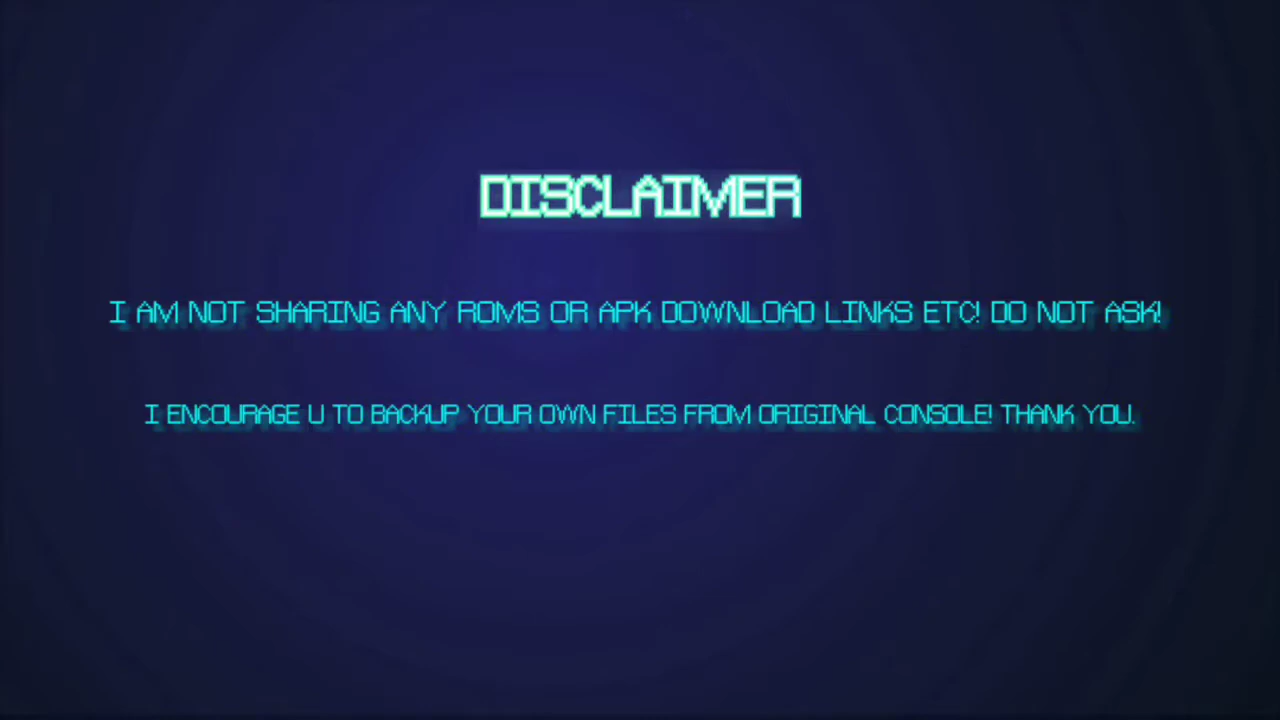 DISCLAIMER
I AM NOT SHARING ANY ROMS OR APK DOWNLOAD LINKS ETC! DO NOT ASK!
I ENCOURAGE U TO BACKUP YOUR OWN FILES FROM ORIGINAL CONSOLE! THANK YOU.